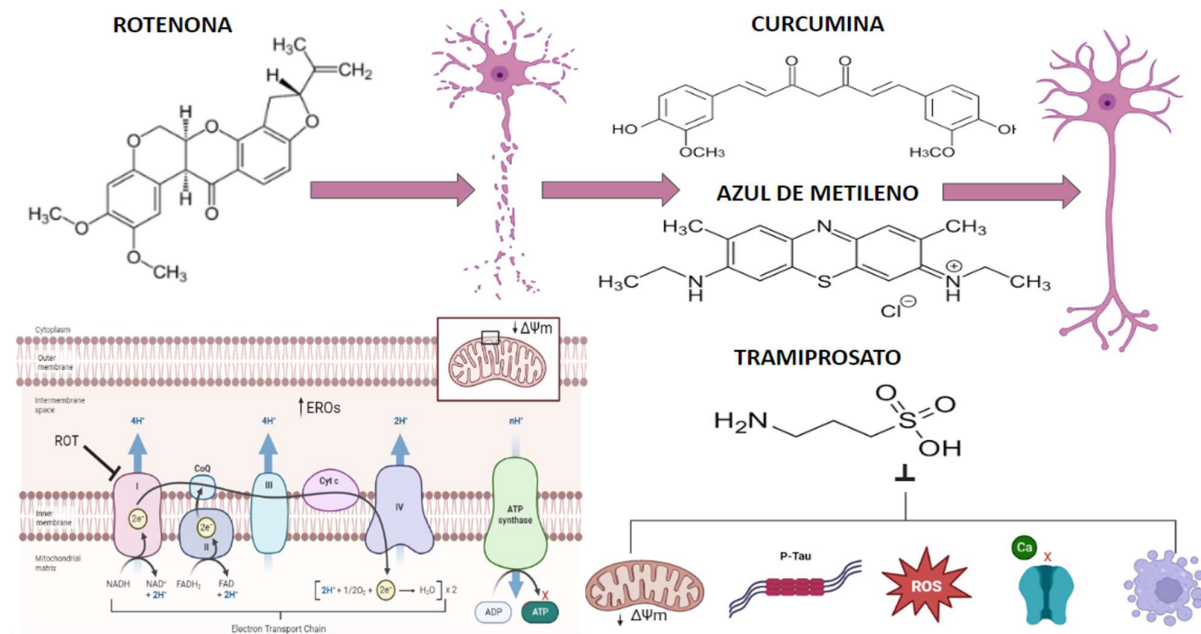 ROTENONA
H₃C
CH₂
H
H
O
O
O
H
O
H₃C
O
O
CH₃
CURCUMINA
O
O
HO
OCH₃
H₃CO
OH
AZUL DE METILENO
H₃C
N
CH₃
H₃C
N
H
S
N
H
+
CH₃
Cl⁻
TRAMIPROSATO
O
O
H₂N
S
OH
Cytoplasm
Outer
membrane
Intermembrane
space
↓ ΔΨm
↑ EROs
4H⁺
4H⁺
2H⁺
nH⁺
ROT
I
CoQ
III
Cyt c
IV
ATP
synthase
2e⁻
2e⁻
II
Inner
membrane
Mitochondrial
matrix
NADH
NAD⁺
+ 2H⁺
FADH₂
FAD
+ 2H⁺
[2H⁺ + 1/2O₂ + 2e⁻ → H₂O] x 2
ADP
X
ATP
Electron Transport Chain
↓ ΔΨm
P-Tau
ROS
Ca
X